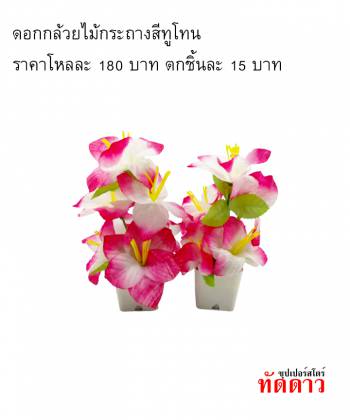 ดอกกล้วยไม้กระถางสีทูโทน
ราคาโหลละ 180 บาท ตกชิ้นละ 15 บาท
ซุปเปอร์สโตร์
ทัดดาว